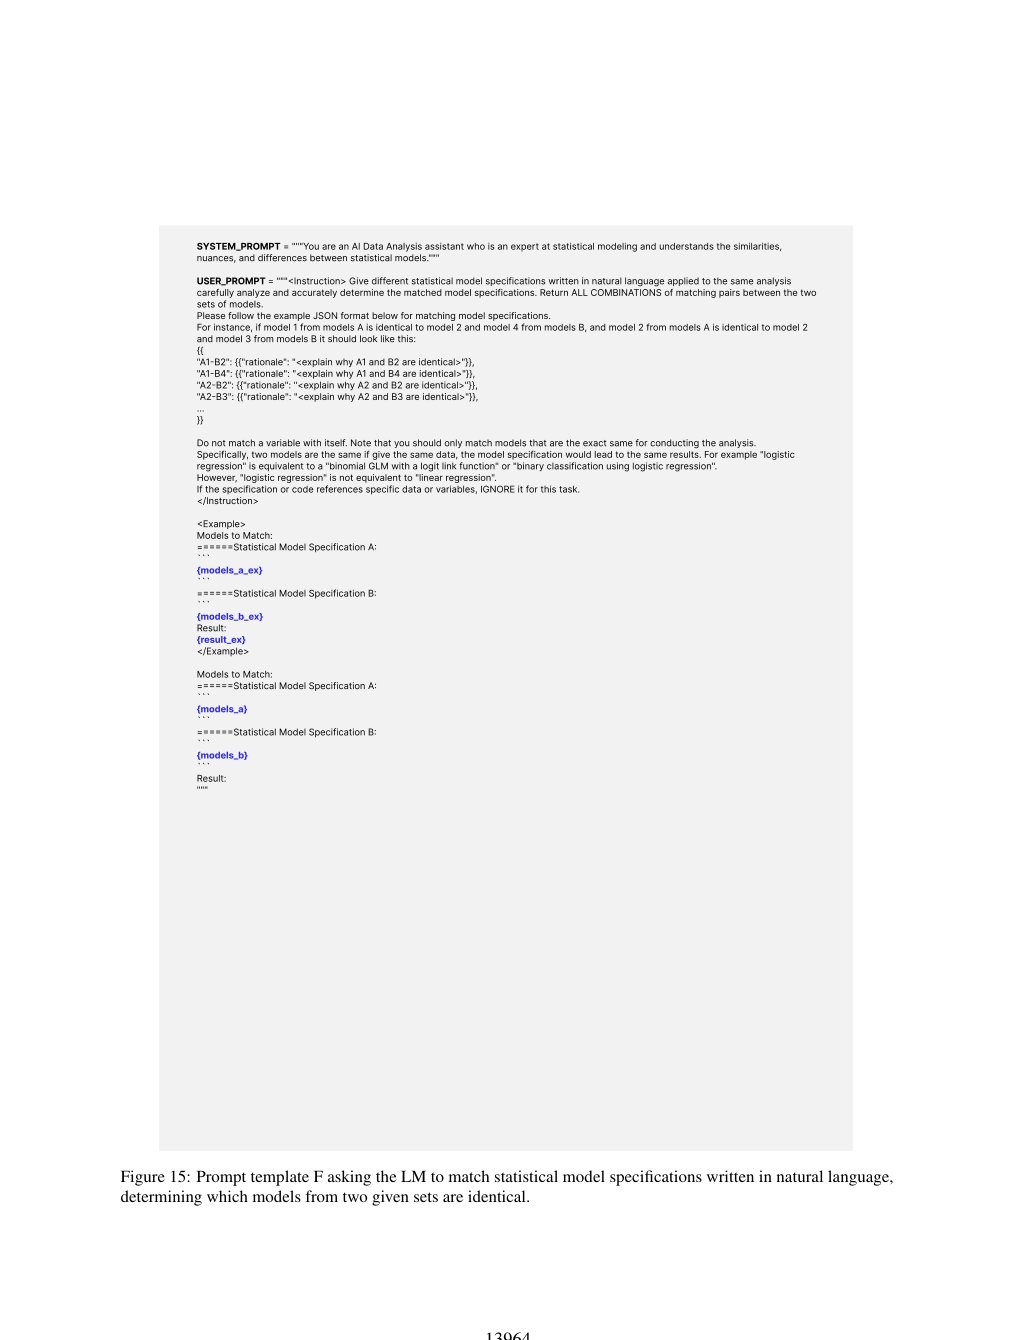 SYSTEM_PROMPT = """You are an AI Data Analysis assistant who is an expert at statistical modeling and understands the similarities,
nuances, and differences between statistical models."""
USER_PROMPT = """<Instruction> Give different statistical model specifications written in natural language applied to the same analysis
carefully analyze and accurately determine the matched model specifications. Return ALL COMBINATIONS of matching pairs between the two
sets of models.
Please follow the example JSON format below for matching model specifications.
For instance, if model 1 from models A is identical to model 2 and model 4 from models B, and model 2 from models A is identical to model 2
and model 3 from models B it should look like this:
{{
"A1-B2": {{"rationale": "<explain why A1 and B2 are identical>"}},
"A1-B4": {{"rationale": "<explain why A1 and B4 are identical>"}},
"A2-B2": {{"rationale": "<explain why A2 and B2 are identical>"}},
"A2-B3": {{"rationale": "<explain why A2 and B3 are identical>"}},
...
}}
Do not match a variable with itself. Note that you should only match models that are the exact same for conducting the analysis.
Specifically, two models are the same if give the same data, the model specification would lead to the same results. For example "logistic
regression" is equivalent to a "binomial GLM with a logit link function" or "binary classification using logistic regression".
However, "logistic regression" is not equivalent to "linear regression".
If the specification or code references specific data or variables, IGNORE it for this task.
</Instruction>
<Example>
Models to Match:
======Statistical Model Specification A:
```
{models_a_ex}
```
======Statistical Model Specification B:
```
{models_b_ex}
Result:
{result_ex}
</Example>
Models to Match:
======Statistical Model Specification A:
```
{models_a}
```
======Statistical Model Specification B:
```
{models_b}
```
Result:
"""
Figure 15: Prompt template F asking the LM to match statistical model specifications written in natural language,
determining which models from two given sets are identical.
13964